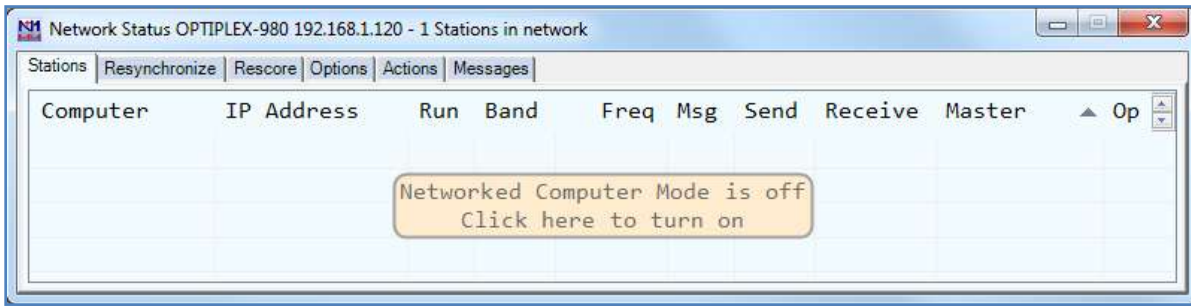 Network Status OPTIPLEX-980 192.168.1.120 - 1 Stations in network
Stations Resynchronize Rescore Options Actions Messages
Computer IP Address Run Band Freq Msg Send Receive Master Op
Networked Computer Mode is off
Click here to turn on